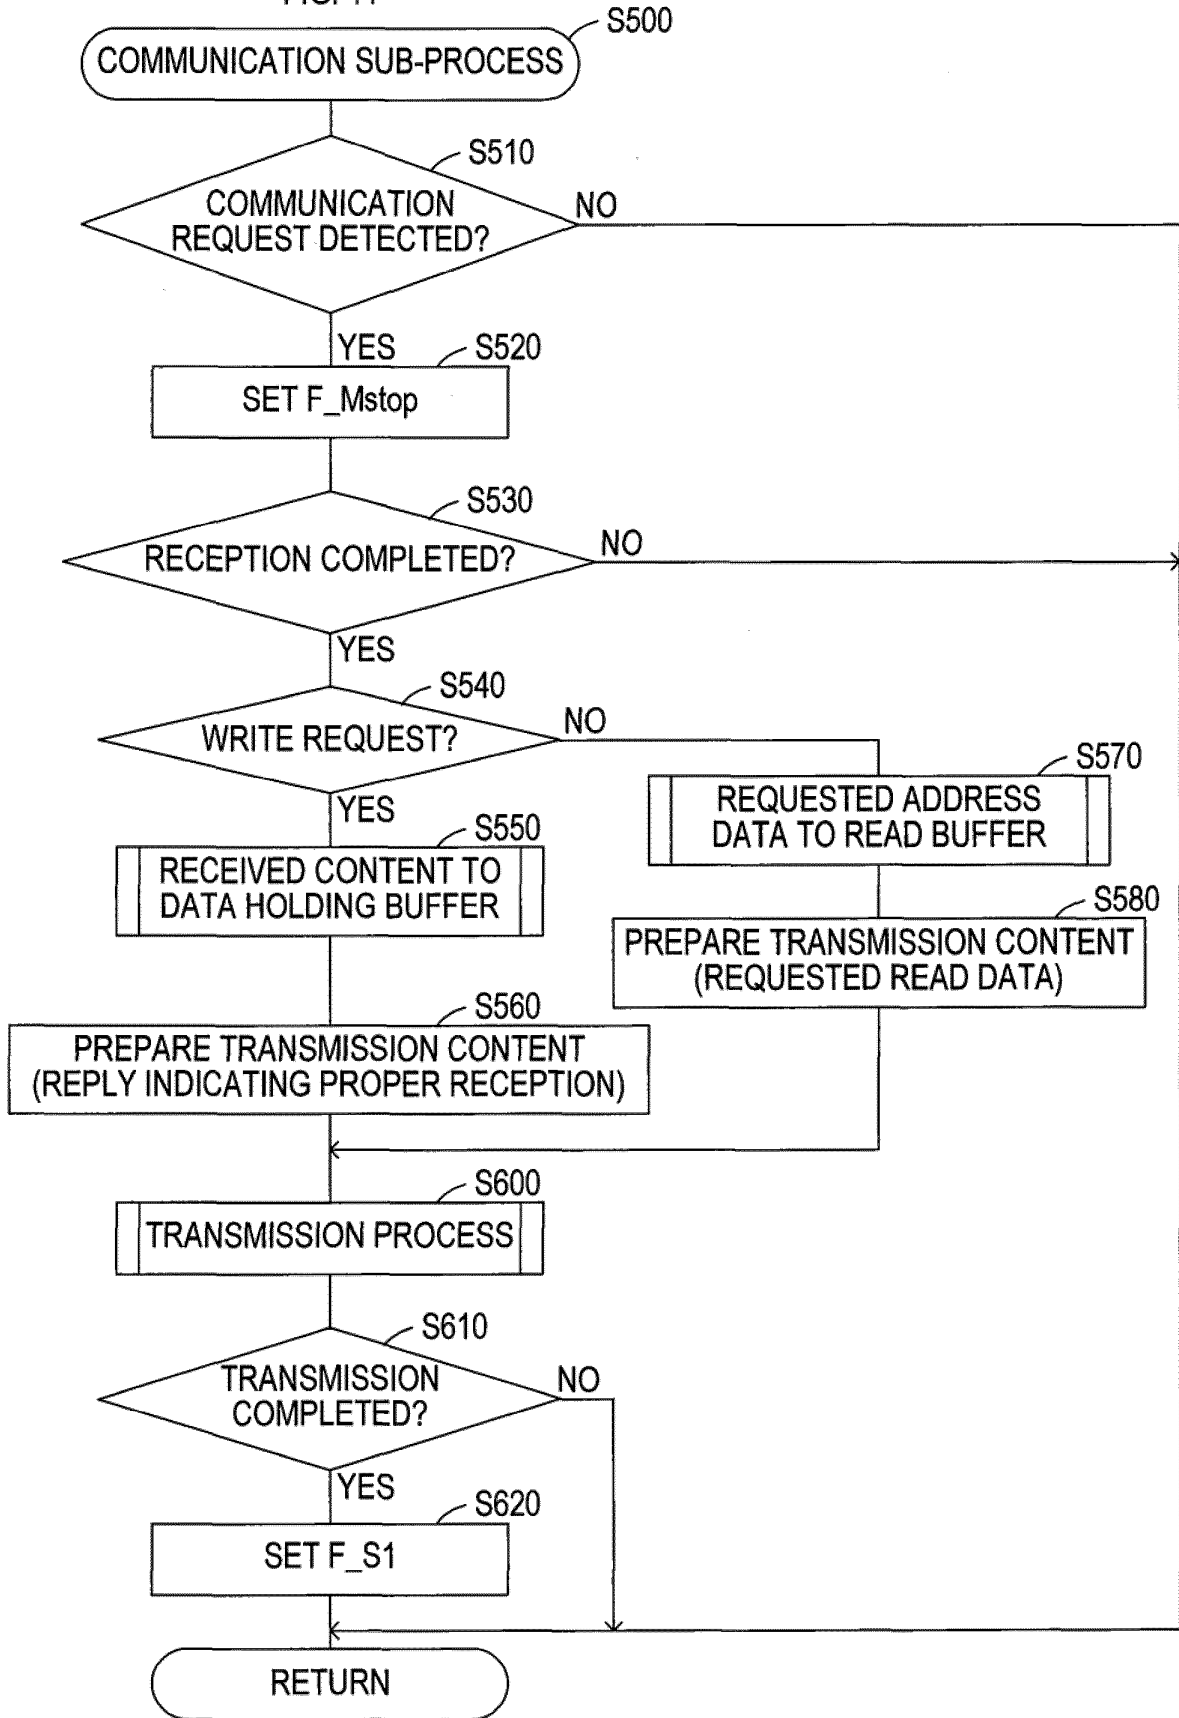 S500
COMMUNICATION SUB-PROCESS
S510
COMMUNICATION
REQUEST DETECTED?
NO
YES
S520
SET F_Mstop
S530
RECEPTION COMPLETED?
NO
YES
S540
WRITE REQUEST?
NO
YES
S570
REQUESTED ADDRESS
DATA TO READ BUFFER
S550
RECEIVED CONTENT TO
DATA HOLDING BUFFER
S580
PREPARE TRANSMISSION CONTENT
(REQUESTED READ DATA)
S560
PREPARE TRANSMISSION CONTENT
(REPLY INDICATING PROPER RECEPTION)
S600
TRANSMISSION PROCESS
S610
TRANSMISSION
COMPLETED?
NO
YES
S620
SET F_S1
RETURN